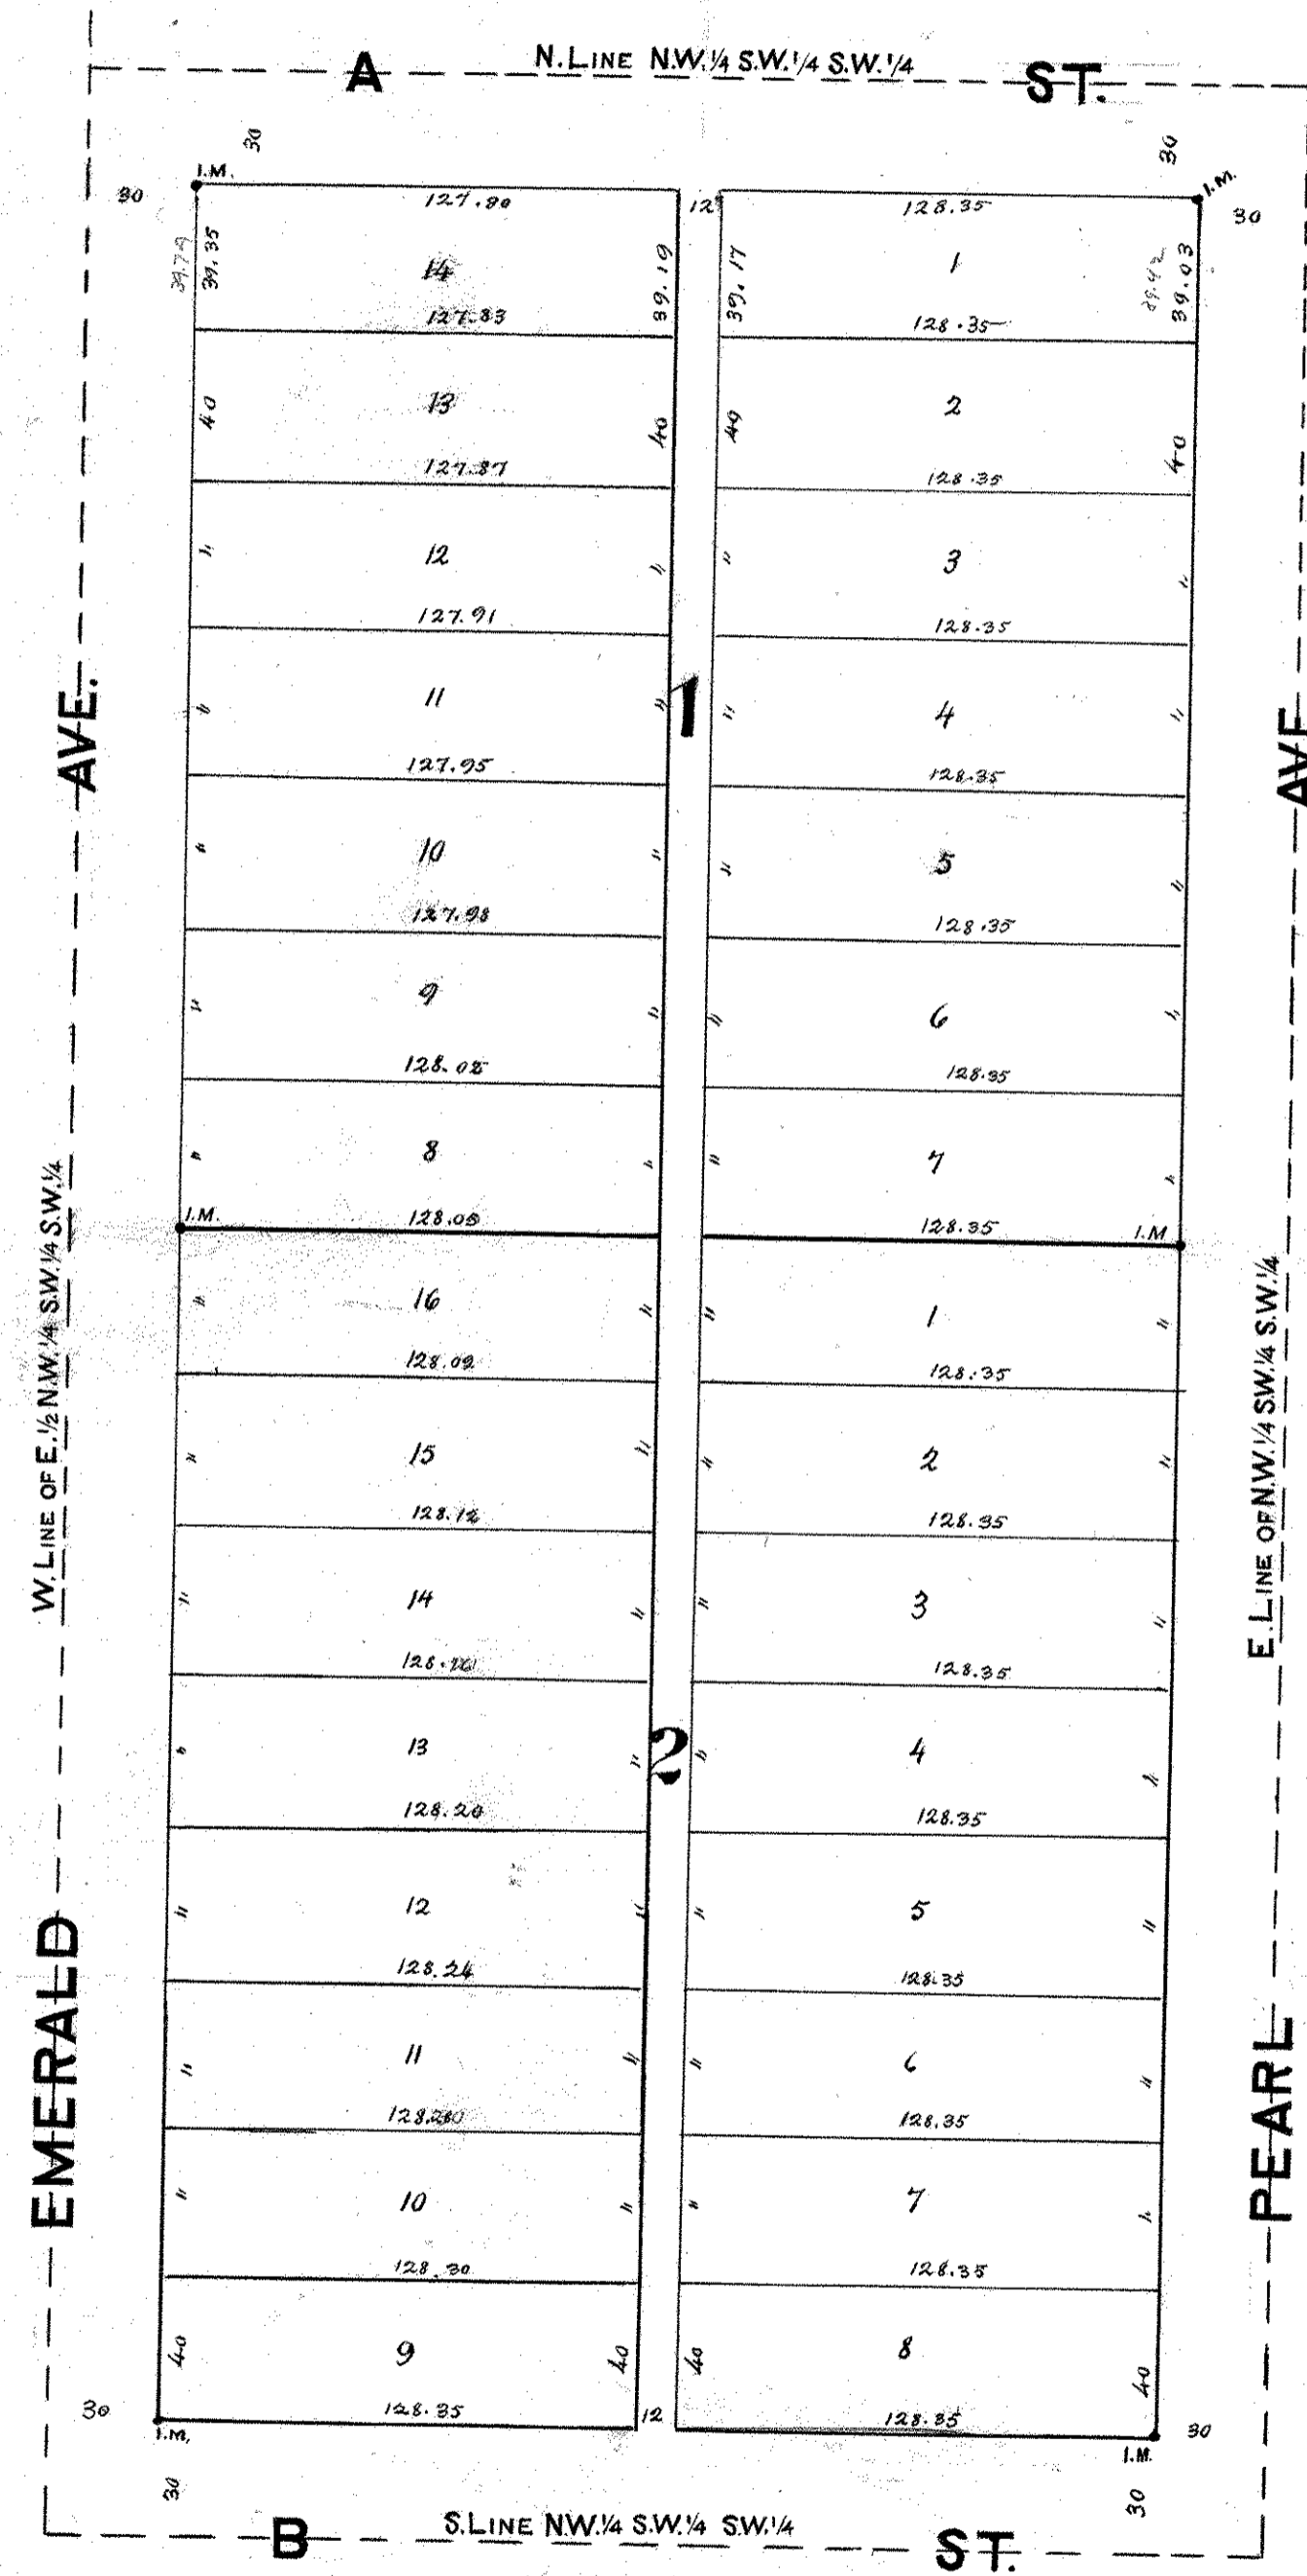 N. LINE N.W.1/4 S.W.1/4 S.W.1/4
A ST.
30 30
30 I.M. I.M. 30
127.80 12 128.35
39.35 39.19 39.17 39.03
14 1
127.83 128.35
40 13 40 40 2 40
127.87 128.35
" 12 " " 3 "
127.91 128.35
" 11 " 1 " 4 "
127.95 128.35
" 10 " " 5 "
127.98 128.35
" 9 " " 6 "
128.02 128.35
" 8 " " 7 "
I.M. 128.05 128.35 I.M
" 16 " " 1 "
128.09 128.35
" 15 " " 2 "
128.12 128.35
" 14 " " 3 "
128.35
" 13 " 2 " 4 "
128.20 128.35
" 12 " " 5 "
128.24 128.35
" 11 " " 6 "
128.35
" 10 " " 7 "
128.30 128.35
40 9 40 40 8 40
30 128.35 12 128.35 30
I.M. I.M.
30 30
S. LINE N.W.1/4 S.W.1/4 S.W.1/4
B ST.
EMERALD AVE.
W. LINE OF E.1/2 N.W.1/4 S.W.1/4 S.W.1/4
PEARL AVE
E. LINE OF N.W.1/4 S.W.1/4 S.W.1/4